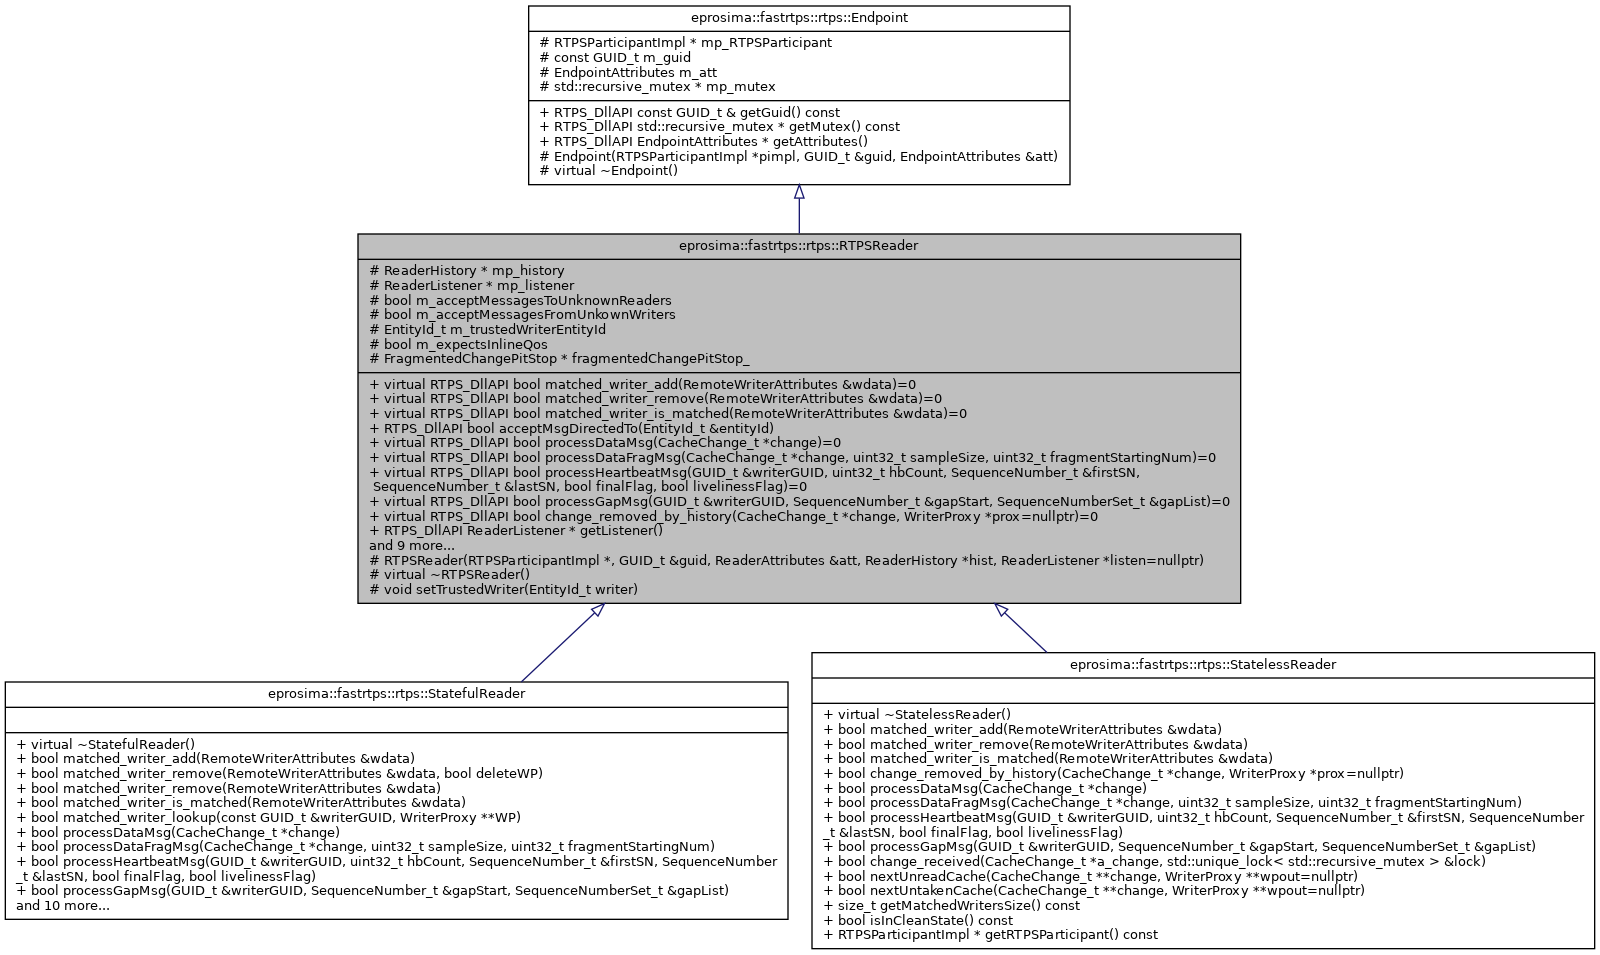 eprosima::fastrtps::rtps::Endpoint
# RTPSParticipantImpl * mp_RTPSParticipant
# const GUID_t m_guid
# EndpointAttributes m_att
# std::recursive_mutex * mp_mutex
+ RTPS_DllAPI const GUID_t & getGuid() const
+ RTPS_DllAPI std::recursive_mutex * getMutex() const
+ RTPS_DllAPI EndpointAttributes * getAttributes()
# Endpoint(RTPSParticipantImpl *pimpl, GUID_t &guid, EndpointAttributes &att)
# virtual ~Endpoint()
eprosima::fastrtps::rtps::RTPSReader
# ReaderHistory * mp_history
# ReaderListener * mp_listener
# bool m_acceptMessagesToUnknownReaders
# bool m_acceptMessagesFromUnkownWriters
# EntityId_t m_trustedWriterEntityId
# bool m_expectsInlineQos
# FragmentedChangePitStop * fragmentedChangePitStop_
+ virtual RTPS_DllAPI bool matched_writer_add(RemoteWriterAttributes &wdata)=0
+ virtual RTPS_DllAPI bool matched_writer_remove(RemoteWriterAttributes &wdata)=0
+ virtual RTPS_DllAPI bool matched_writer_is_matched(RemoteWriterAttributes &wdata)=0
+ RTPS_DllAPI bool acceptMsgDirectedTo(EntityId_t &entityId)
+ virtual RTPS_DllAPI bool processDataMsg(CacheChange_t *change)=0
+ virtual RTPS_DllAPI bool processDataFragMsg(CacheChange_t *change, uint32_t sampleSize, uint32_t fragmentStartingNum)=0
+ virtual RTPS_DllAPI bool processHeartbeatMsg(GUID_t &writerGUID, uint32_t hbCount, SequenceNumber_t &firstSN,
SequenceNumber_t &lastSN, bool finalFlag, bool livelinessFlag)=0
+ virtual RTPS_DllAPI bool processGapMsg(GUID_t &writerGUID, SequenceNumber_t &gapStart, SequenceNumberSet_t &gapList)=0
+ virtual RTPS_DllAPI bool change_removed_by_history(CacheChange_t *change, WriterProxy *prox=nullptr)=0
+ RTPS_DllAPI ReaderListener * getListener()
and 9 more...
# RTPSReader(RTPSParticipantImpl *, GUID_t &guid, ReaderAttributes &att, ReaderHistory *hist, ReaderListener *listen=nullptr)
# virtual ~RTPSReader()
# void setTrustedWriter(EntityId_t writer)
eprosima::fastrtps::rtps::StatefulReader
+ virtual ~StatefulReader()
+ bool matched_writer_add(RemoteWriterAttributes &wdata)
+ bool matched_writer_remove(RemoteWriterAttributes &wdata, bool deleteWP)
+ bool matched_writer_remove(RemoteWriterAttributes &wdata)
+ bool matched_writer_is_matched(RemoteWriterAttributes &wdata)
+ bool matched_writer_lookup(const GUID_t &writerGUID, WriterProxy **WP)
+ bool processDataMsg(CacheChange_t *change)
+ bool processDataFragMsg(CacheChange_t *change, uint32_t sampleSize, uint32_t fragmentStartingNum)
+ bool processHeartbeatMsg(GUID_t &writerGUID, uint32_t hbCount, SequenceNumber_t &firstSN, SequenceNumber
_t &lastSN, bool finalFlag, bool livelinessFlag)
+ bool processGapMsg(GUID_t &writerGUID, SequenceNumber_t &gapStart, SequenceNumberSet_t &gapList)
and 10 more...
eprosima::fastrtps::rtps::StatelessReader
+ virtual ~StatelessReader()
+ bool matched_writer_add(RemoteWriterAttributes &wdata)
+ bool matched_writer_remove(RemoteWriterAttributes &wdata)
+ bool matched_writer_is_matched(RemoteWriterAttributes &wdata)
+ bool change_removed_by_history(CacheChange_t *change, WriterProxy *prox=nullptr)
+ bool processDataMsg(CacheChange_t *change)
+ bool processDataFragMsg(CacheChange_t *change, uint32_t sampleSize, uint32_t fragmentStartingNum)
+ bool processHeartbeatMsg(GUID_t &writerGUID, uint32_t hbCount, SequenceNumber_t &firstSN, SequenceNumber
_t &lastSN, bool finalFlag, bool livelinessFlag)
+ bool processGapMsg(GUID_t &writerGUID, SequenceNumber_t &gapStart, SequenceNumberSet_t &gapList)
+ bool change_received(CacheChange_t *a_change, std::unique_lock< std::recursive_mutex > &lock)
+ bool nextUnreadCache(CacheChange_t **change, WriterProxy **wpout=nullptr)
+ bool nextUntakenCache(CacheChange_t **change, WriterProxy **wpout=nullptr)
+ size_t getMatchedWritersSize() const
+ bool isInCleanState() const
+ RTPSParticipantImpl * getRTPSParticipant() const